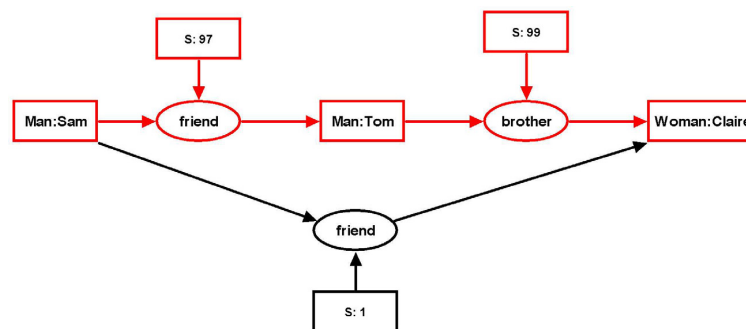 S: 97
S: 99
Man:Sam
friend
Man:Tom
brother
Woman:Claire
friend
S: 1